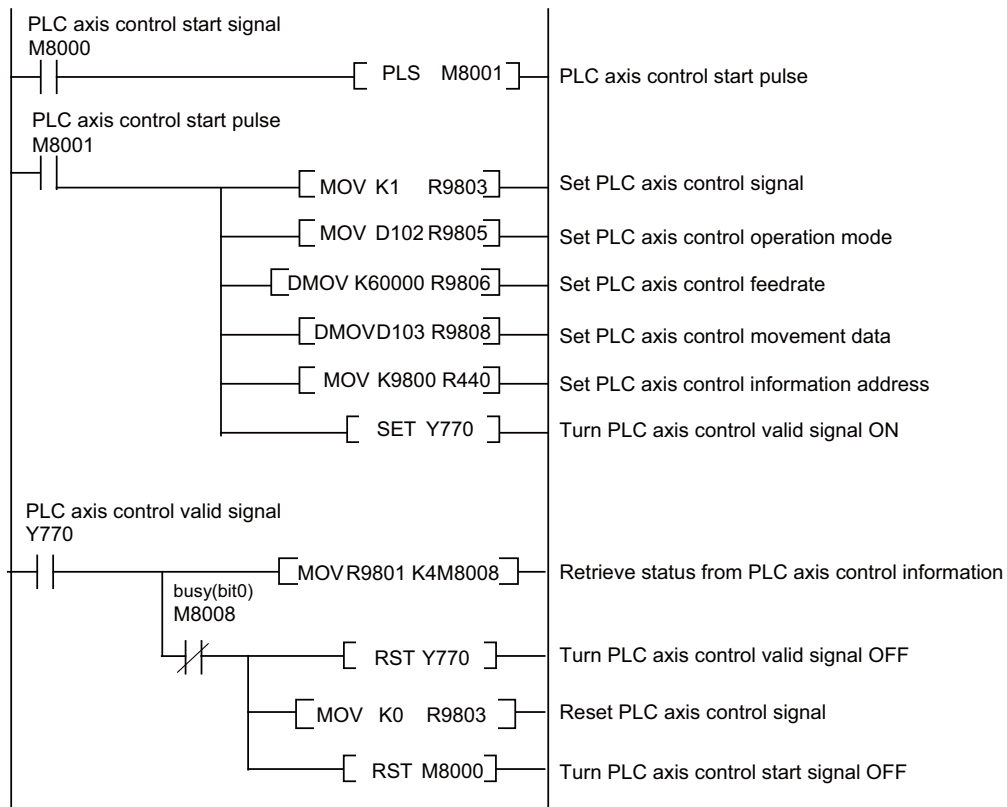 PLC axis control start signal
M8000
PLS M8001 PLC axis control start pulse
PLC axis control start pulse
M8001
MOV K1 R9803 Set PLC axis control signal
MOV D102 R9805 Set PLC axis control operation mode
DMOV K60000 R9806 Set PLC axis control feedrate
DMOVD103 R9808 Set PLC axis control movement data
MOV K9800 R440 Set PLC axis control information address
SET Y770 Turn PLC axis control valid signal ON
PLC axis control valid signal
Y770
MOVR9801 K4M8008 Retrieve status from PLC axis control information
busy(bit0)
M8008
RST Y770 Turn PLC axis control valid signal OFF
MOV K0 R9803 Reset PLC axis control signal
RST M8000 Turn PLC axis control start signal OFF